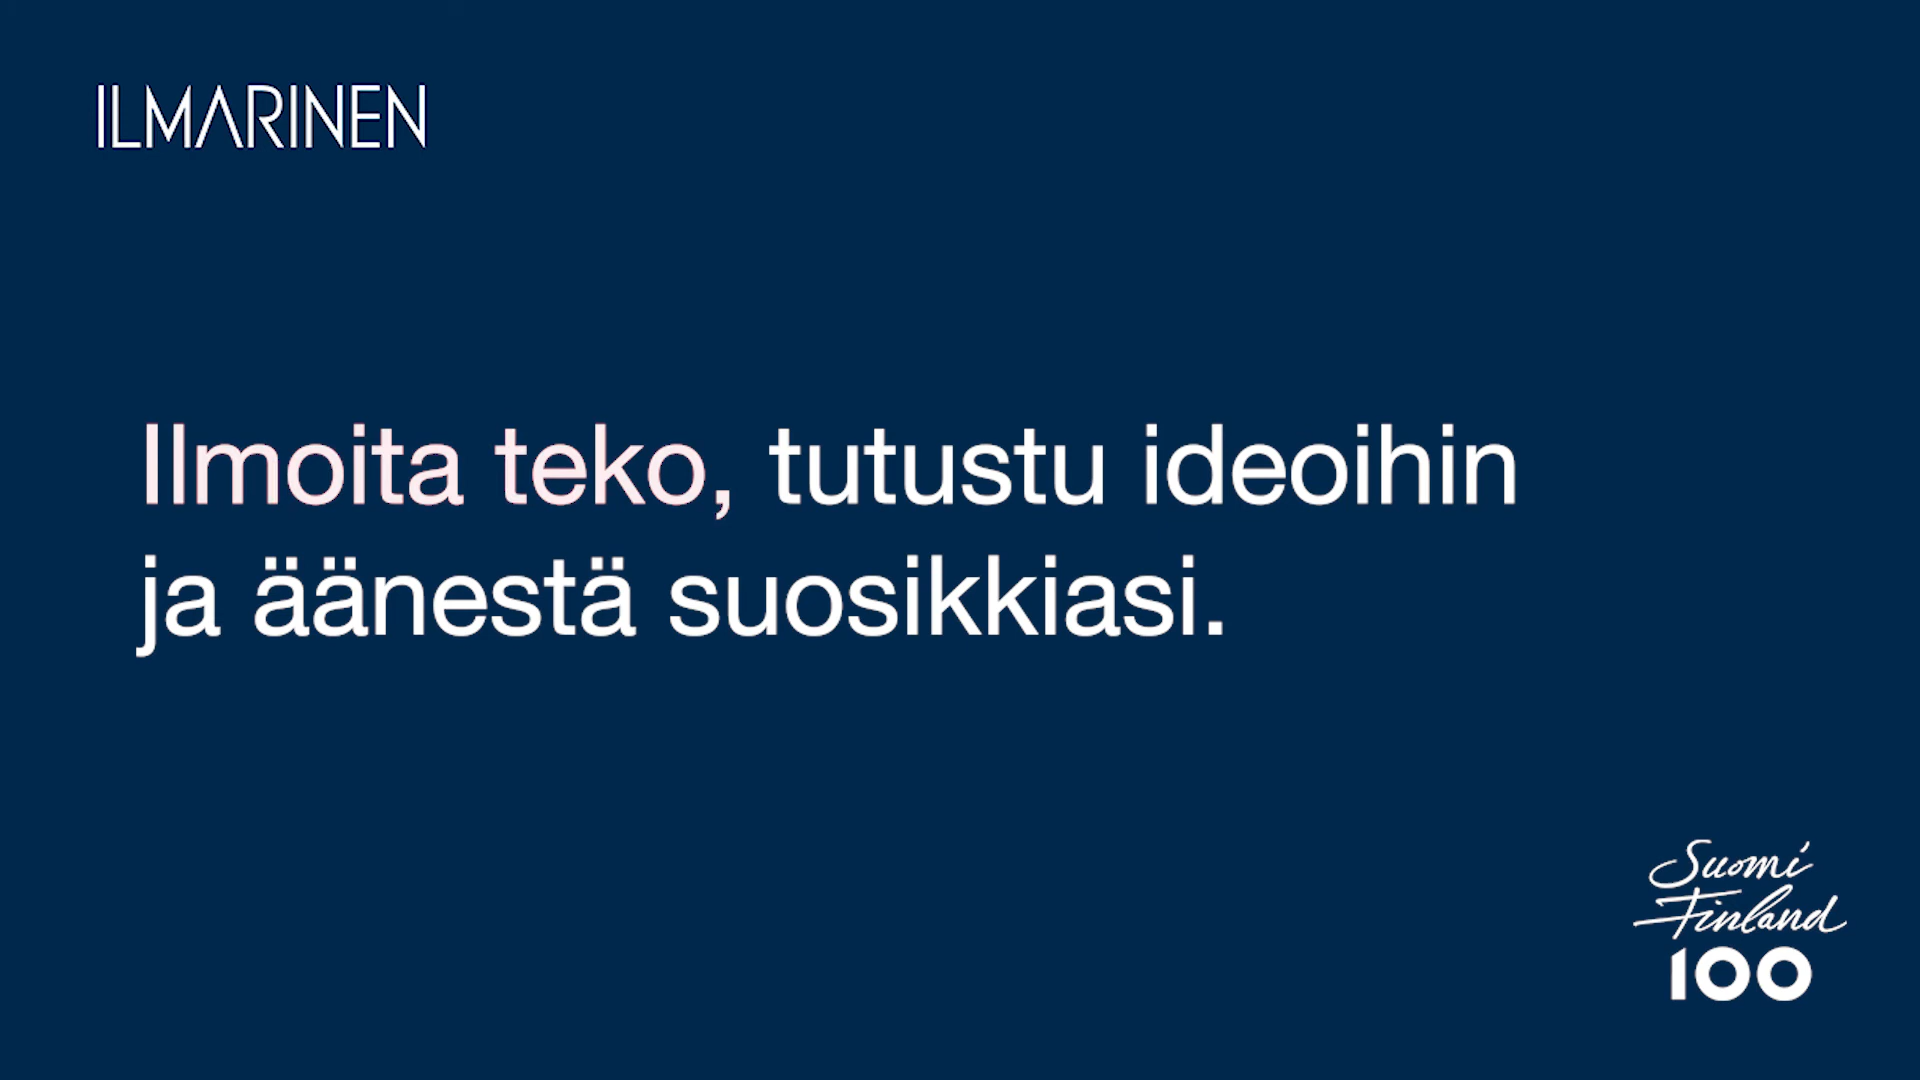 ILMARINEN
Ilmoita teko, tutustu ideoihin
ja äänestä suosikkiasi.
Suomi
Finland
100